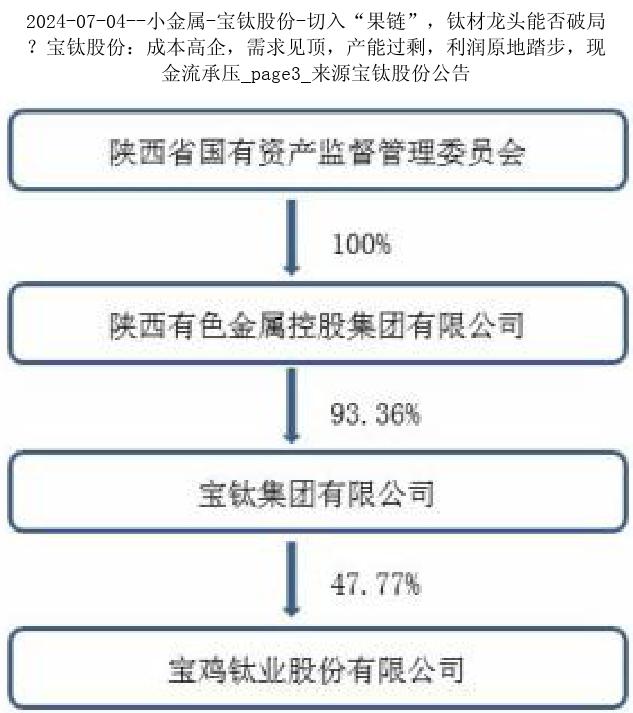 2024-07-04--小金属-宝钛股份-切入“果链”，钛材龙头能否破局
？宝钛股份：成本高企，需求见顶，产能过剩，利润原地踏步，现
金流承压_page3_来源宝钛股份公告
陕西省国有资产监督管理委员会
100%
陕西有色金属控股集团有限公司
93.36%
宝钛集团有限公司
47.77%
宝鸡钛业股份有限公司